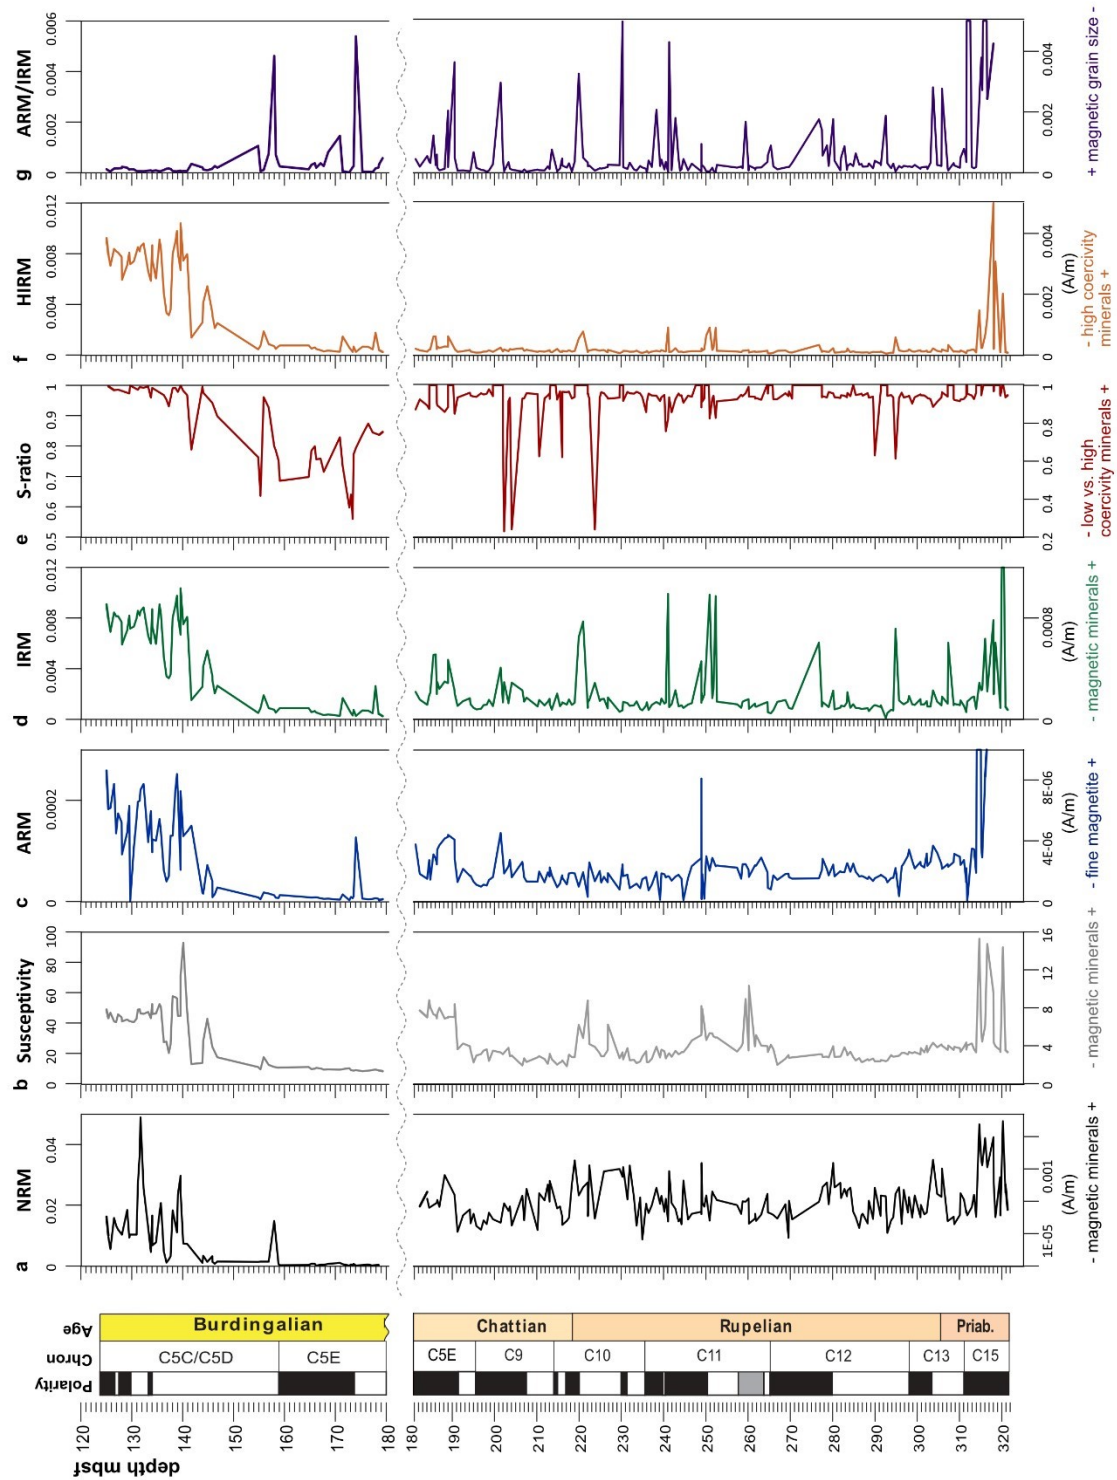 g ARM/IRM
0 0.002 0.004 0.006
0 0.002 0.004
+ magnetic grain size -
f HIRM
0 0.004 0.008 0.012
0 0.002 0.004
(A/m)
- high coercivity
minerals +
e S-ratio
0.5 0.6 0.7 0.8 0.9 1
0.2 0.4 0.6 0.8 1
- low vs. high
coercivity minerals +
d IRM
0 0.004 0.008 0.012
0 0.0008
(A/m)
- magnetic minerals +
c ARM
0 0.0002
4E-06 8E-06
0
(A/m)
- fine magnetite +
b Susceptivity
0 20 40 60 80 100
0 4 8 12 16
- magnetic minerals +
a NRM
0 0.02 0.04
1E-05 0.001
(A/m)
- magnetic minerals +
Age
Burdingalian
Chattian
Rupelian
Priab.
Chron
C5C/C5D
C5E
C5E
C9
C10
C11
C12
C13
C15
Polarity
120 130 140 150 160 170 180
180 190 200 210 220 230 240 250 260 270 280 290 300 310 320
depth mbsf